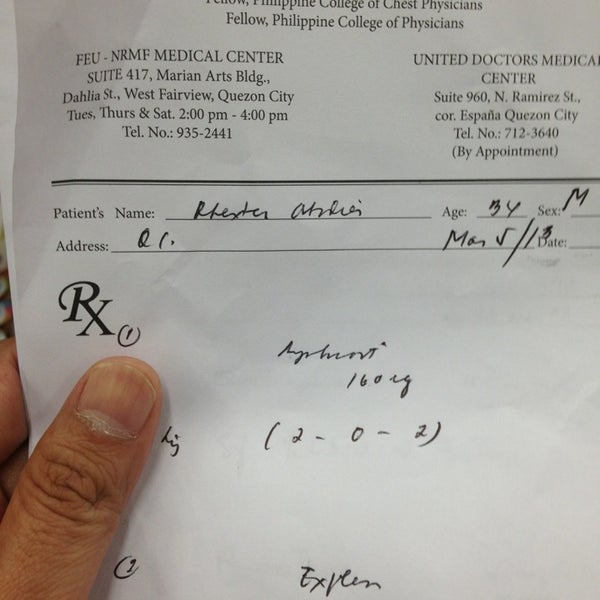 Fellow, Philippine College of Chest Physicians
Fellow, Philippine College of Physicians
FEU - NRMF MEDICAL CENTER
SUITE 417, Marian Arts Bldg.,
Dahlia St., West Fairview, Quezon City
Tues, Thurs & Sat. 2:00 pm - 4:00 pm
Tel. No.: 935-2441
UNITED DOCTORS MEDICAL
CENTER
Suite 960, N. Ramirez St.,
cor. España Quezon City
Tel. No.: 712-3640
(By Appointment)
Patient's Name: Age: 34 Sex: M
Address: Q C. Mar 5/13 Date:
Rx
(1)
160
(2 - 0 - 2)
(2)